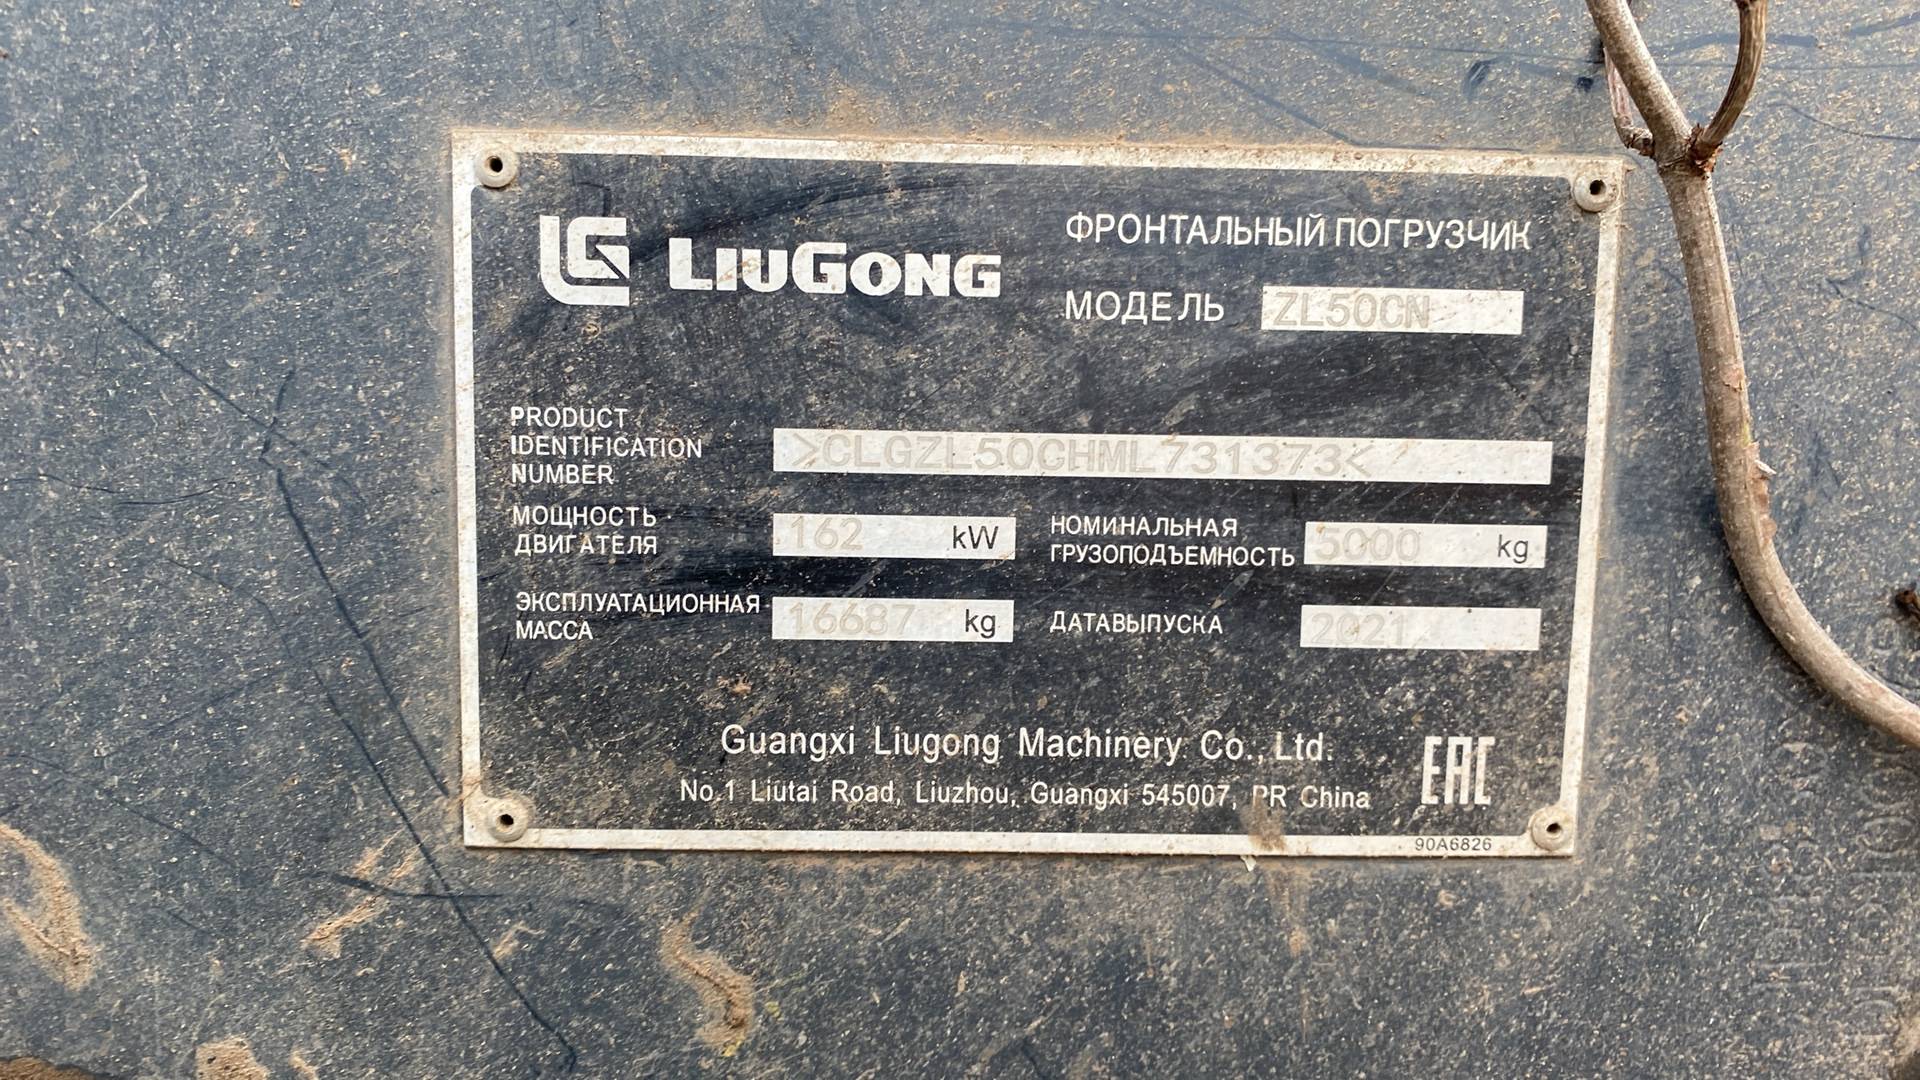 LIUGONG
ФРОНТАЛЬНЫЙ ПОГРУЗЧИК
МОДЕЛЬ ZL50CN
PRODUCT
IDENTIFICATION
NUMBER
>CLGZL50CHML731373<
МОЩНОСТЬ
ДВИГАТЕЛЯ
162 kW
НОМИНАЛЬНАЯ
ГРУЗОПОДЪЕМНОСТЬ
5000 kg
ЭКСПЛУАТАЦИОННАЯ
МАССА
16687 kg
ДАТАВЫПУСКА 2021
Guangxi Liugong Machinery Co., Ltd.
No.1 Liutai Road, Liuzhou, Guangxi 545007, PR China
EAC
90A6826